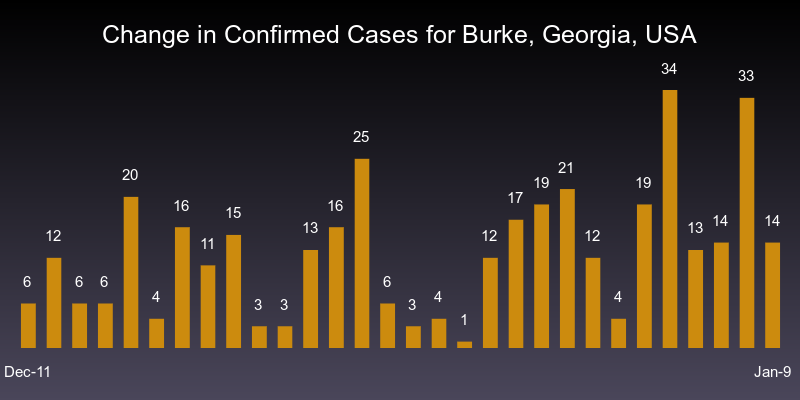 Change in Confirmed Cases for Burke, Georgia, USA
6 12 6 6 20 4 16 11 15 3 3 13 16 25 6 3 4 1 12 17 19 21 12 4 19 34 13 14 33 14
Dec-11 Jan-9